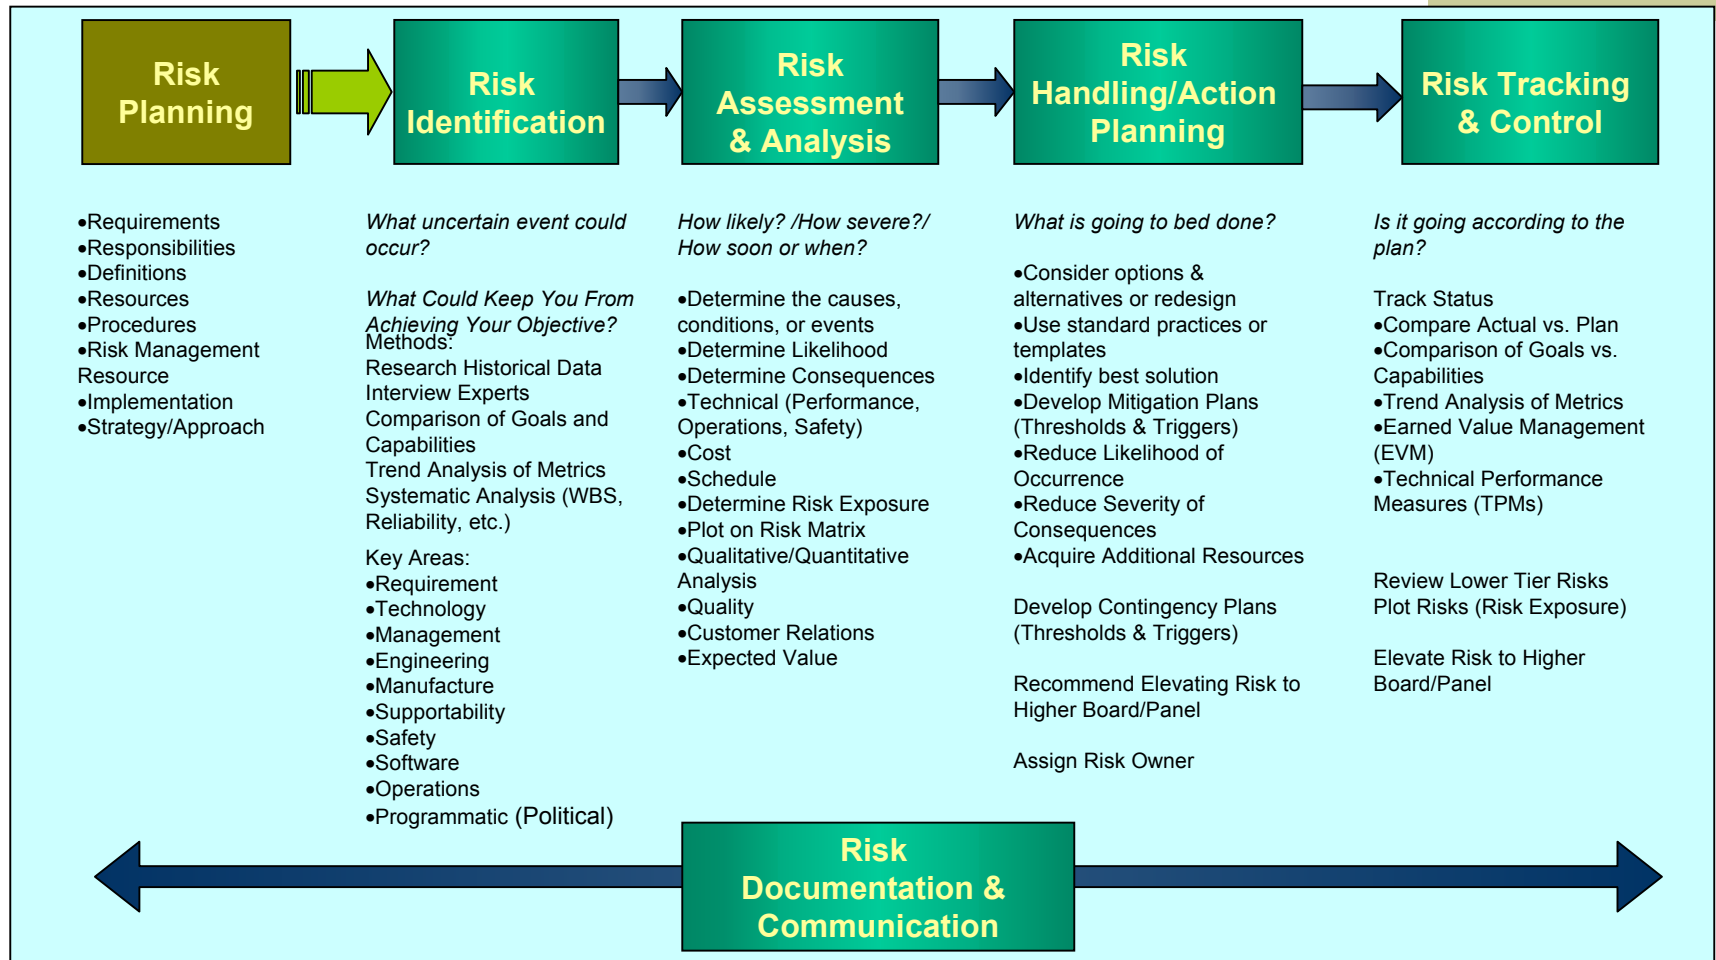 Risk
Planning
Risk
Identification
Risk
Assessment
& Analysis
Risk
Handling/Action
Planning
Risk Tracking
& Control
•Requirements
•Responsibilities
•Definitions
•Resources
•Procedures
•Risk Management
Resource
•Implementation
•Strategy/Approach
What uncertain event could
occur?
What Could Keep You From
Achieving Your Objective?
Methods:
Research Historical Data
Interview Experts
Comparison of Goals and
Capabilities
Trend Analysis of Metrics
Systematic Analysis (WBS,
Reliability, etc.)
Key Areas:
•Requirement
•Technology
•Management
•Engineering
•Manufacture
•Supportability
•Safety
•Software
•Operations
•Programmatic (Political)
How likely? /How severe?/
How soon or when?
•Determine the causes,
conditions, or events
•Determine Likelihood
•Determine Consequences
•Technical (Performance,
Operations, Safety)
•Cost
•Schedule
•Determine Risk Exposure
•Plot on Risk Matrix
•Qualitative/Quantitative
Analysis
•Quality
•Customer Relations
•Expected Value
What is going to bed done?
•Consider options &
alternatives or redesign
•Use standard practices or
templates
•Identify best solution
•Develop Mitigation Plans
(Thresholds & Triggers)
•Reduce Likelihood of
Occurrence
•Reduce Severity of
Consequences
•Acquire Additional Resources
Develop Contingency Plans
(Thresholds & Triggers)
Recommend Elevating Risk to
Higher Board/Panel
Assign Risk Owner
Is it going according to the
plan?
Track Status
•Compare Actual vs. Plan
•Comparison of Goals vs.
Capabilities
•Trend Analysis of Metrics
•Earned Value Management
(EVM)
•Technical Performance
Measures (TPMs)
Review Lower Tier Risks
Plot Risks (Risk Exposure)
Elevate Risk to Higher
Board/Panel
Risk
Documentation &
Communication